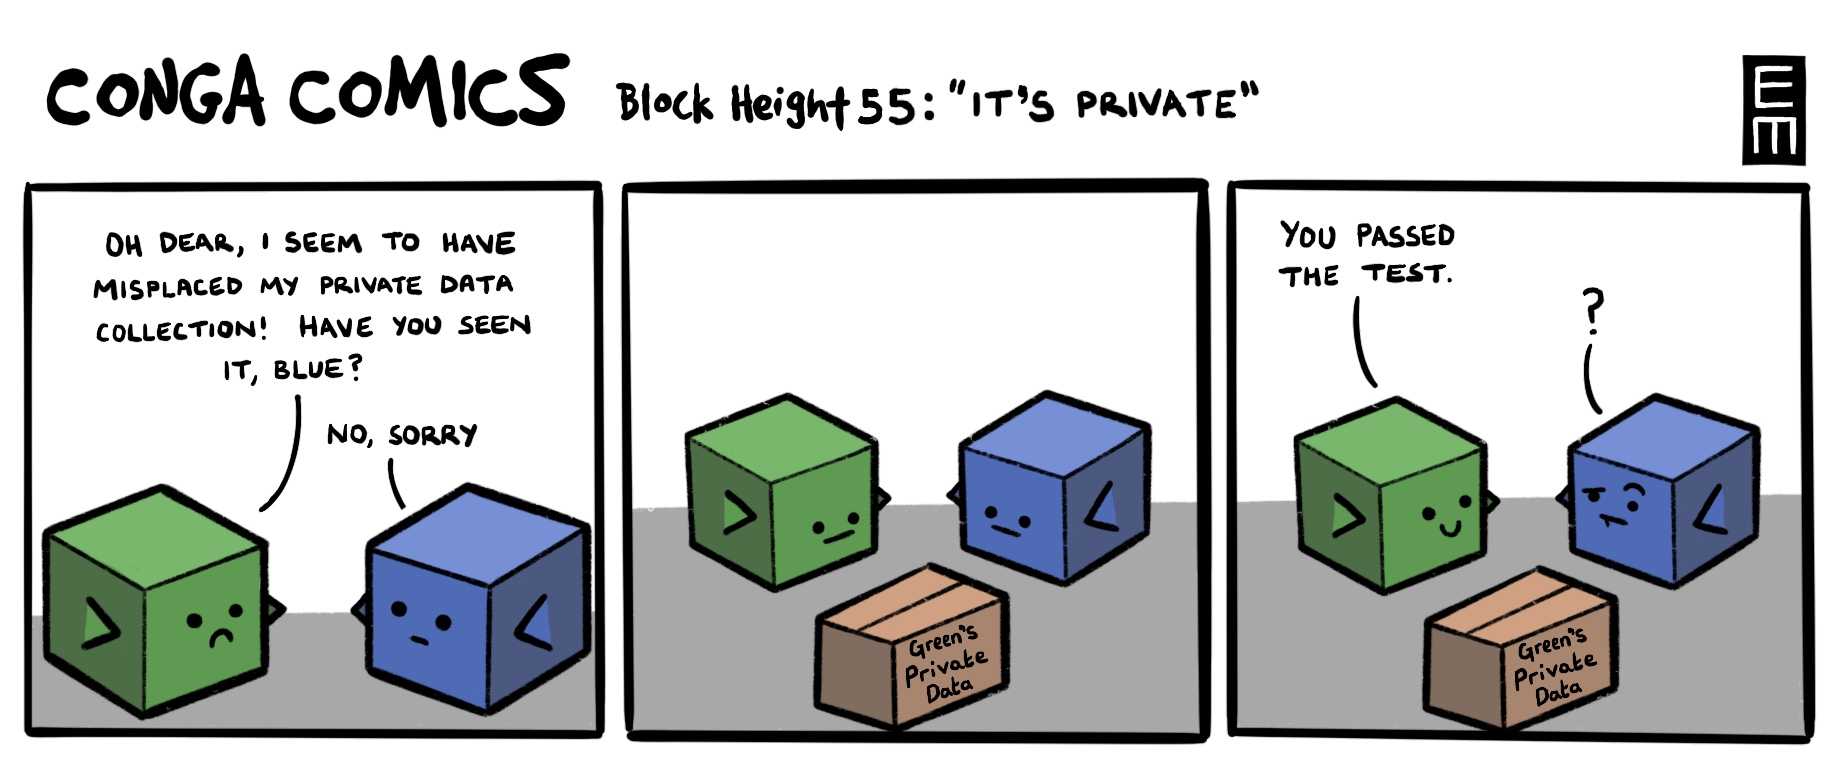 CONGA COMICS Block Height 55: "IT'S PRIVATE"
EM
OH DEAR, I SEEM TO HAVE
MISPLACED MY PRIVATE DATA
COLLECTION! HAVE YOU SEEN
IT, BLUE?
NO, SORRY
Green's
Private
Data
YOU PASSED
THE TEST.
?
Green's
Private
Data